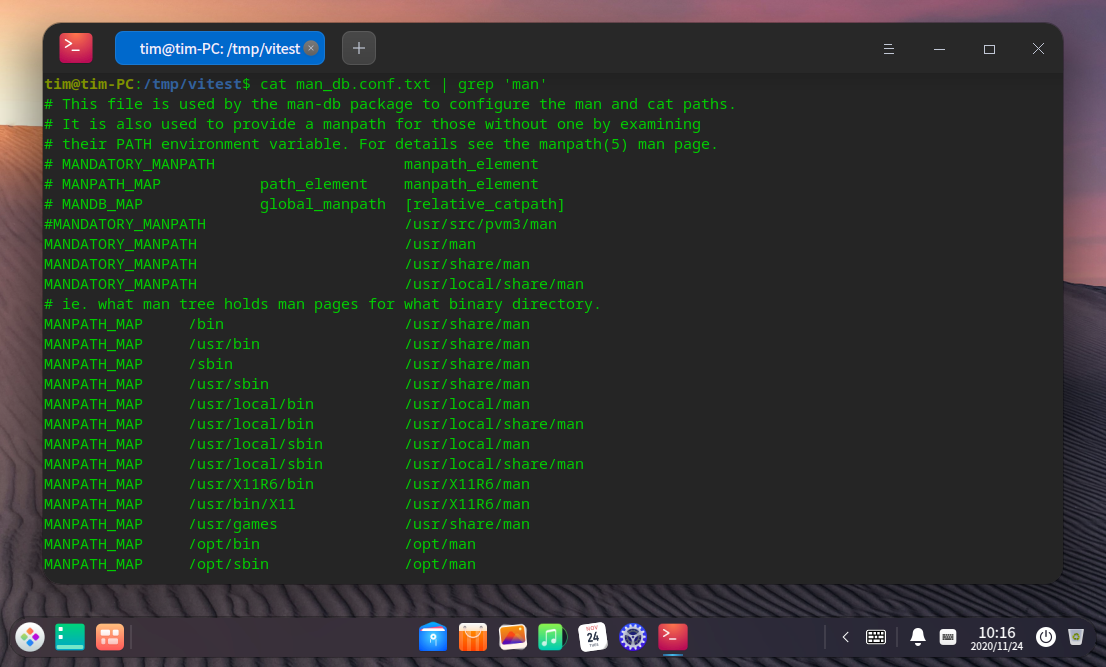 tim@tim-PC: /tmp/vitest
tim@tim-PC:/tmp/vitest$ cat man_db.conf.txt | grep 'man'
# This file is used by the man-db package to configure the man and cat paths.
# It is also used to provide a manpath for those without one by examining
# their PATH environment variable. For details see the manpath(5) man page.
# MANDATORY_MANPATH manpath_element
# MANPATH_MAP path_element manpath_element
# MANDB_MAP global_manpath [relative_catpath]
#MANDATORY_MANPATH /usr/src/pvm3/man
MANDATORY_MANPATH /usr/man
MANDATORY_MANPATH /usr/share/man
MANDATORY_MANPATH /usr/local/share/man
# ie. what man tree holds man pages for what binary directory.
MANPATH_MAP /bin /usr/share/man
MANPATH_MAP /usr/bin /usr/share/man
MANPATH_MAP /sbin /usr/share/man
MANPATH_MAP /usr/sbin /usr/share/man
MANPATH_MAP /usr/local/bin /usr/local/man
MANPATH_MAP /usr/local/bin /usr/local/share/man
MANPATH_MAP /usr/local/sbin /usr/local/man
MANPATH_MAP /usr/local/sbin /usr/local/share/man
MANPATH_MAP /usr/X11R6/bin /usr/X11R6/man
MANPATH_MAP /usr/bin/X11 /usr/X11R6/man
MANPATH_MAP /usr/games /usr/share/man
MANPATH_MAP /opt/bin /opt/man
MANPATH_MAP /opt/sbin /opt/man
NOV
24
TUES
10:16
2020/11/24